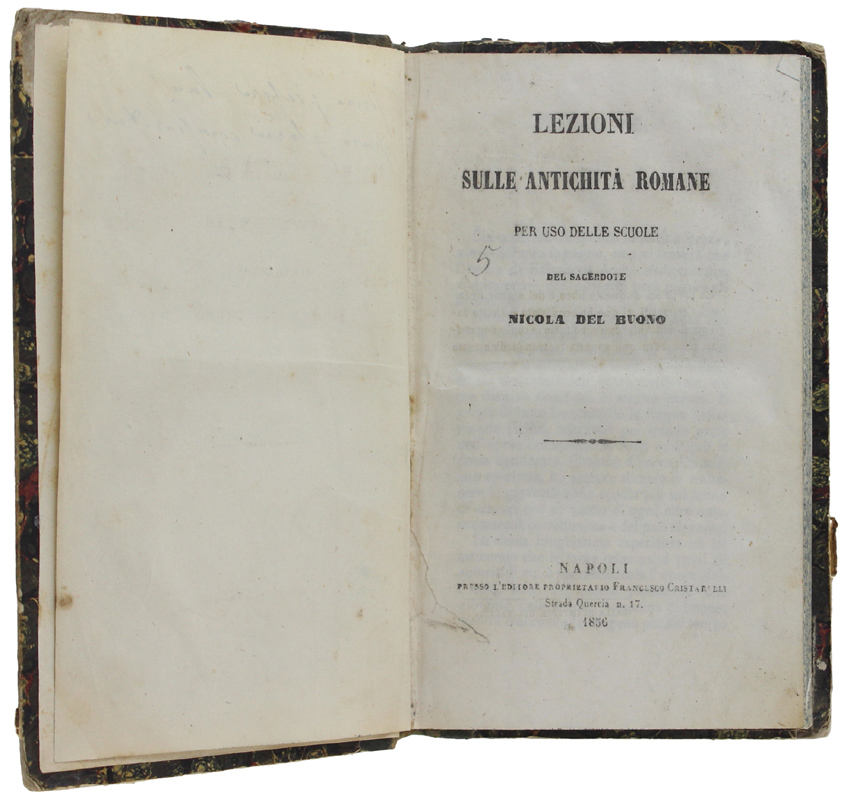 LEZIONI
SULLE ANTICHITÀ ROMANE
PER USO DELLE SCUOLE
5
DEL SACERDOTE
NICOLA DEL BUONO
NAPOLI
PRESSO L'EDITORE PROPRIETARIO FRANCESCO CRISTARELLI
Strada Quercia n. 17.
1856